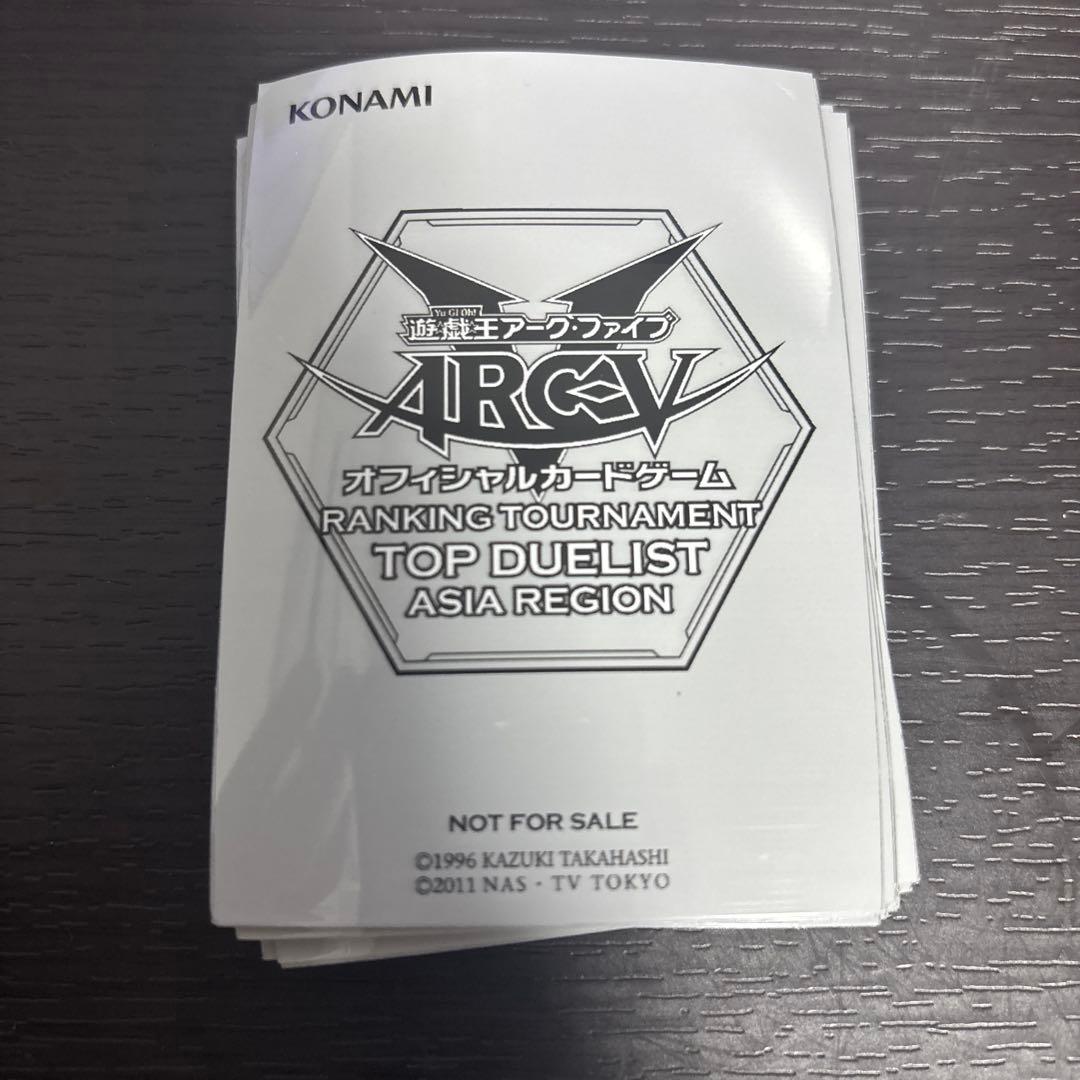 KONAMI
Yu Gi Oh!
遊☆戯☆王アーク・ファイブ
ARC-V
オフィシャルカードゲーム
RANKING TOURNAMENT
TOP DUELIST
ASIA REGION
NOT FOR SALE
©1996 KAZUKI TAKAHASHI
©2011 NAS・TV TOKYO